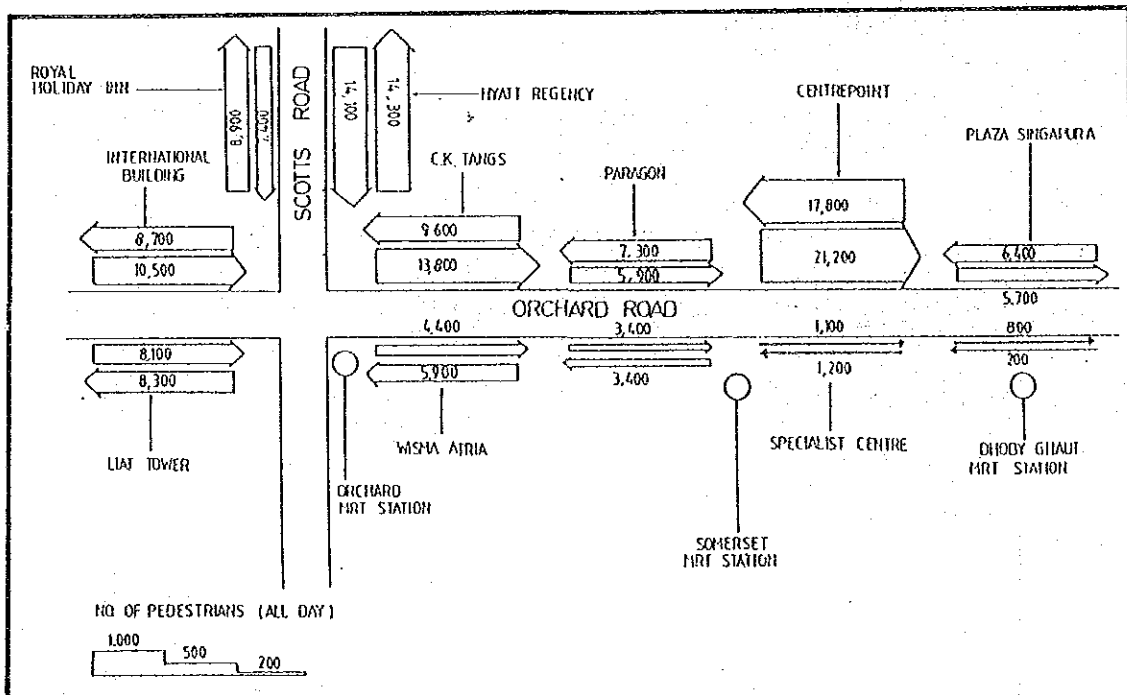 ROYAL
HOLIDAY INN
8,900
7,400
SCOTTS ROAD
14,100
14,300
HYATT REGENCY
CENTREPOINT
PLAZA SINGAPURA
INTERNATIONAL
BUILDING
C.K. TANGS
PARAGON
8,700
10,500
9,600
13,800
7,300
5,900
17,800
21,200
6,400
5,700
ORCHARD ROAD
8,100
8,300
4,400
5,900
3,400
3,400
1,100
1,200
800
200
LIAT TOWER
WISMA ATRIA
SPECIALIST CENTRE
DHOBY GHAUT
MRT STATION
ORCHARD
MRT STATION
SOMERSET
MRT STATION
NO. OF PEDESTRIANS (ALL DAY)
1,000
500
200